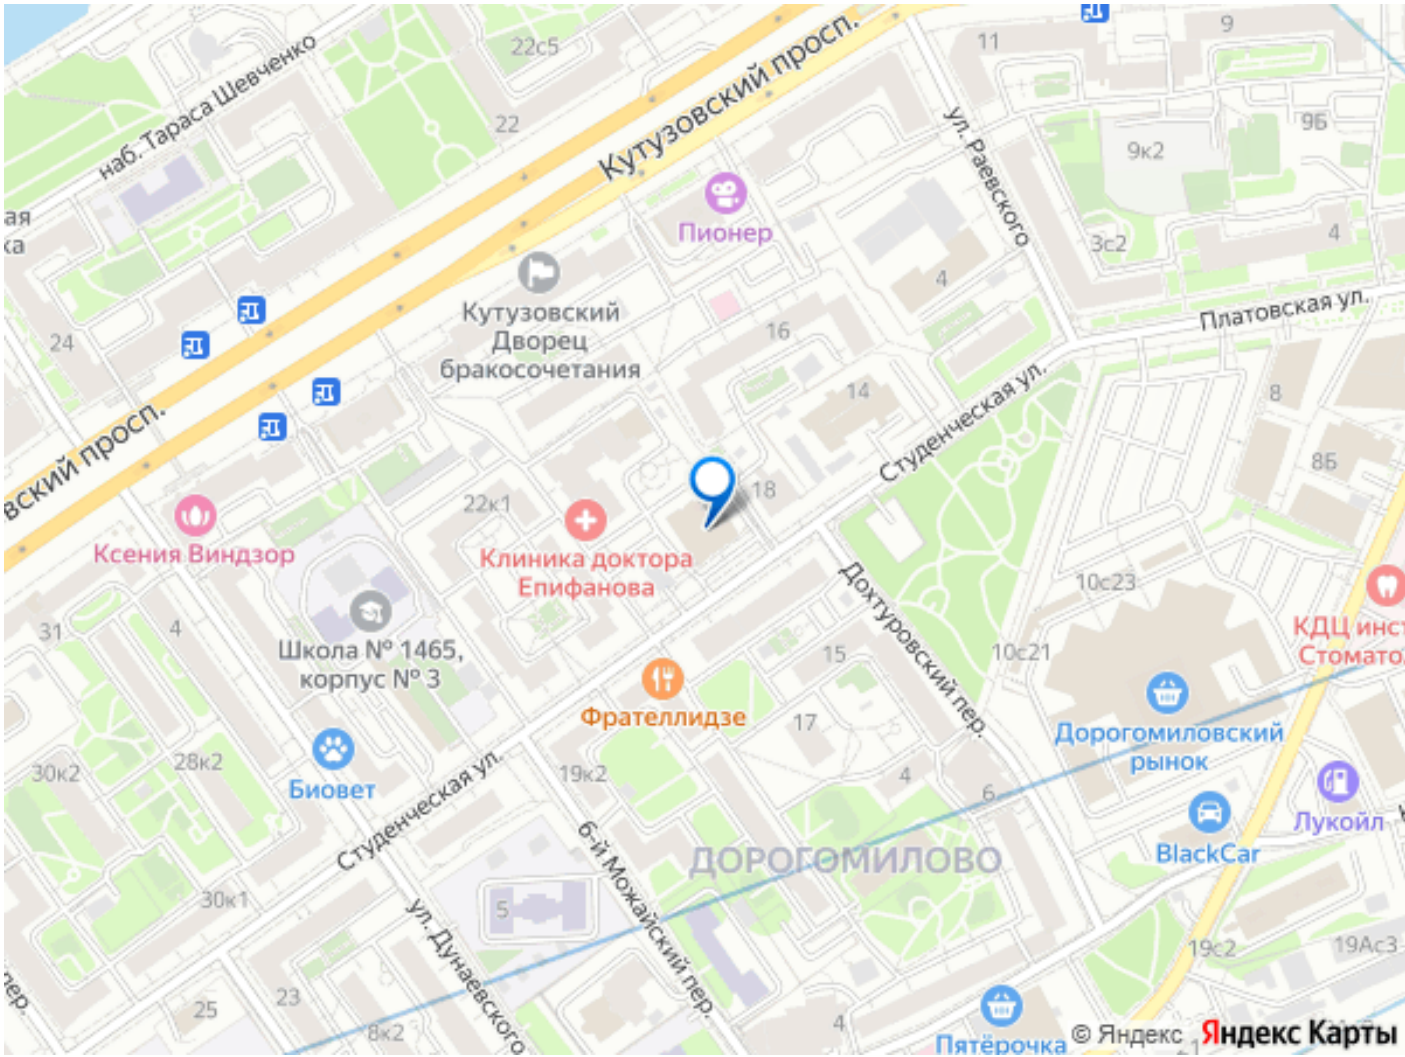 наб. Тараса Шевченко
22с5
Кутузовский просп.
11
9
22
9Б
9к2
ул. Раевского
ая
ка
Пионер
4
3с2
4
Кутузовский
Дворец
бракосочетания
Платовская ул.
24
16
14
8
Студенческая ул.
вский просп.
8Б
18
22к1
Ксения Виндзор
Клиника доктора
Епифанова
Дохтуровский пер.
10с23
КДЦ инст
Стомато
31
4
Школа № 1465,
корпус № 3
15
10с21
Фрателлидзе
17
Дорогомиловский
рынок
30к2
28к2
Биовет
19к2
4
6
Лукойл
Студенческая ул.
6-й Можайский пер.
ДОРОГОМИЛОВО
BlackCar
30к1
5
ул. Дунаевского
19с2
19Ас3
пер.
25
23
8к2
4
Пятёрочка
© Яндекс Яндекс Карты